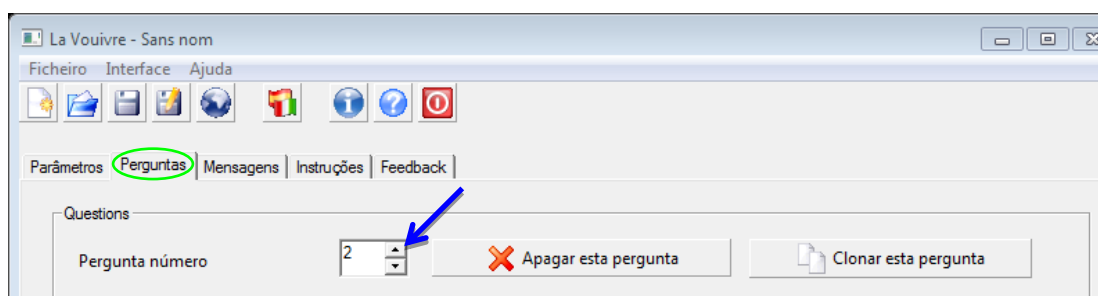 La Vouivre - Sans nom
Ficheiro Interface Ajuda
Parâmetros Perguntas Mensagens Instruções Feedback
Questions
Pergunta número 2 Apagar esta pergunta Clonar esta pergunta